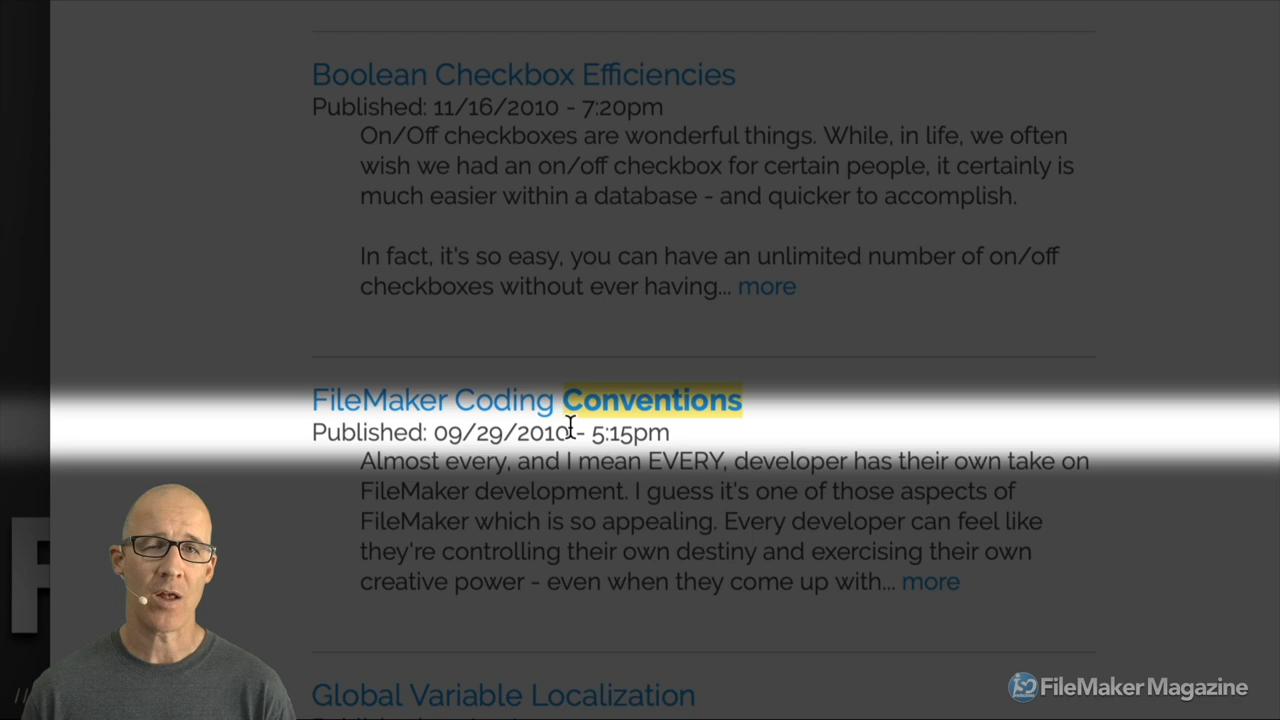 Boolean Checkbox Efficiencies
Published: 11/16/2010 - 7:20pm
On/Off checkboxes are wonderful things. While, in life, we often
wish we had an on/off checkbox for certain people, it certainly is
much easier within a database - and quicker to accomplish.
In fact, it's so easy, you can have an unlimited number of on/off
checkboxes without ever having... more
FileMaker Coding Conventions
Published: 09/29/2010 - 5:15pm
Almost every, and I mean EVERY, developer has their own take on
FileMaker development. I guess it's one of those aspects of
FileMaker which is so appealing. Every developer can feel like
they're controlling their own destiny and exercising their own
creative power - even when they come up with... more
Global Variable Localization
FileMaker Magazine